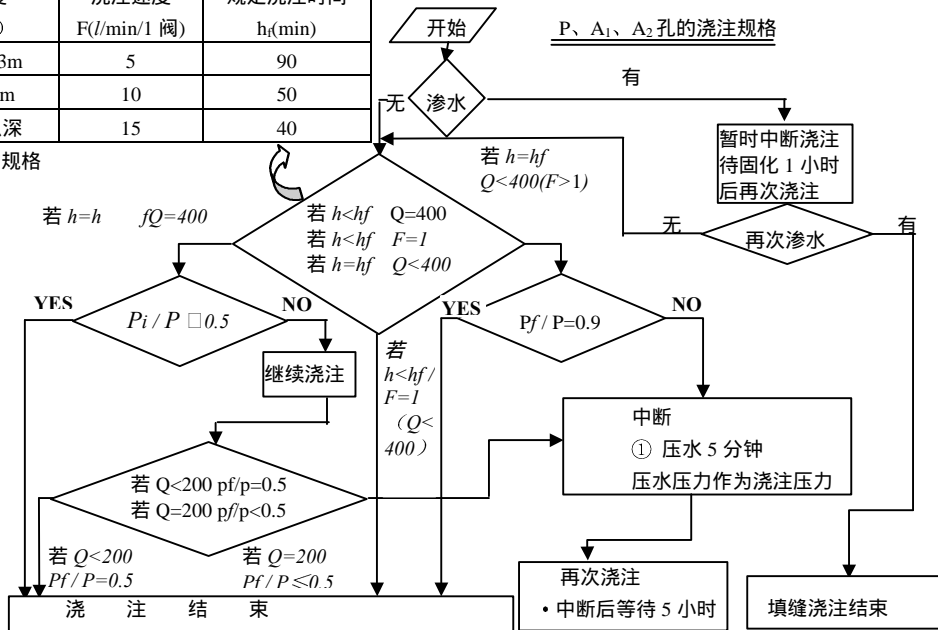 浇注速度
规定浇注时间
F(l/min/1 阀)
hf(min)
3m
5
90
m
10
50
深
15
40
规格
开始
P、A1、A2 孔的浇注规格
渗水
无
有
暂时中断浇注
待固化 1 小时
后再次浇注
若 h=hf
Q<400(F>1)
再次渗水
无
有
若 h=h fQ=400
若 h<hf Q=400
若 h<hf F=1
若 h=hf Q<400
YES
Pi / P □0.5
NO
YES
Pf / P=0.9
NO
继续浇注
若
h<hf /
F=1
（Q<
400）
中断
① 压水 5 分钟
压水压力作为浇注压力
若 Q<200 pf/p=0.5
若 Q=200 pf/p<0.5
若 Q<200
Pf / P=0.5
若 Q=200
Pf / P≤0.5
再次浇注
·中断后等待 5 小时
填缝浇注结束
浇 注 结 束